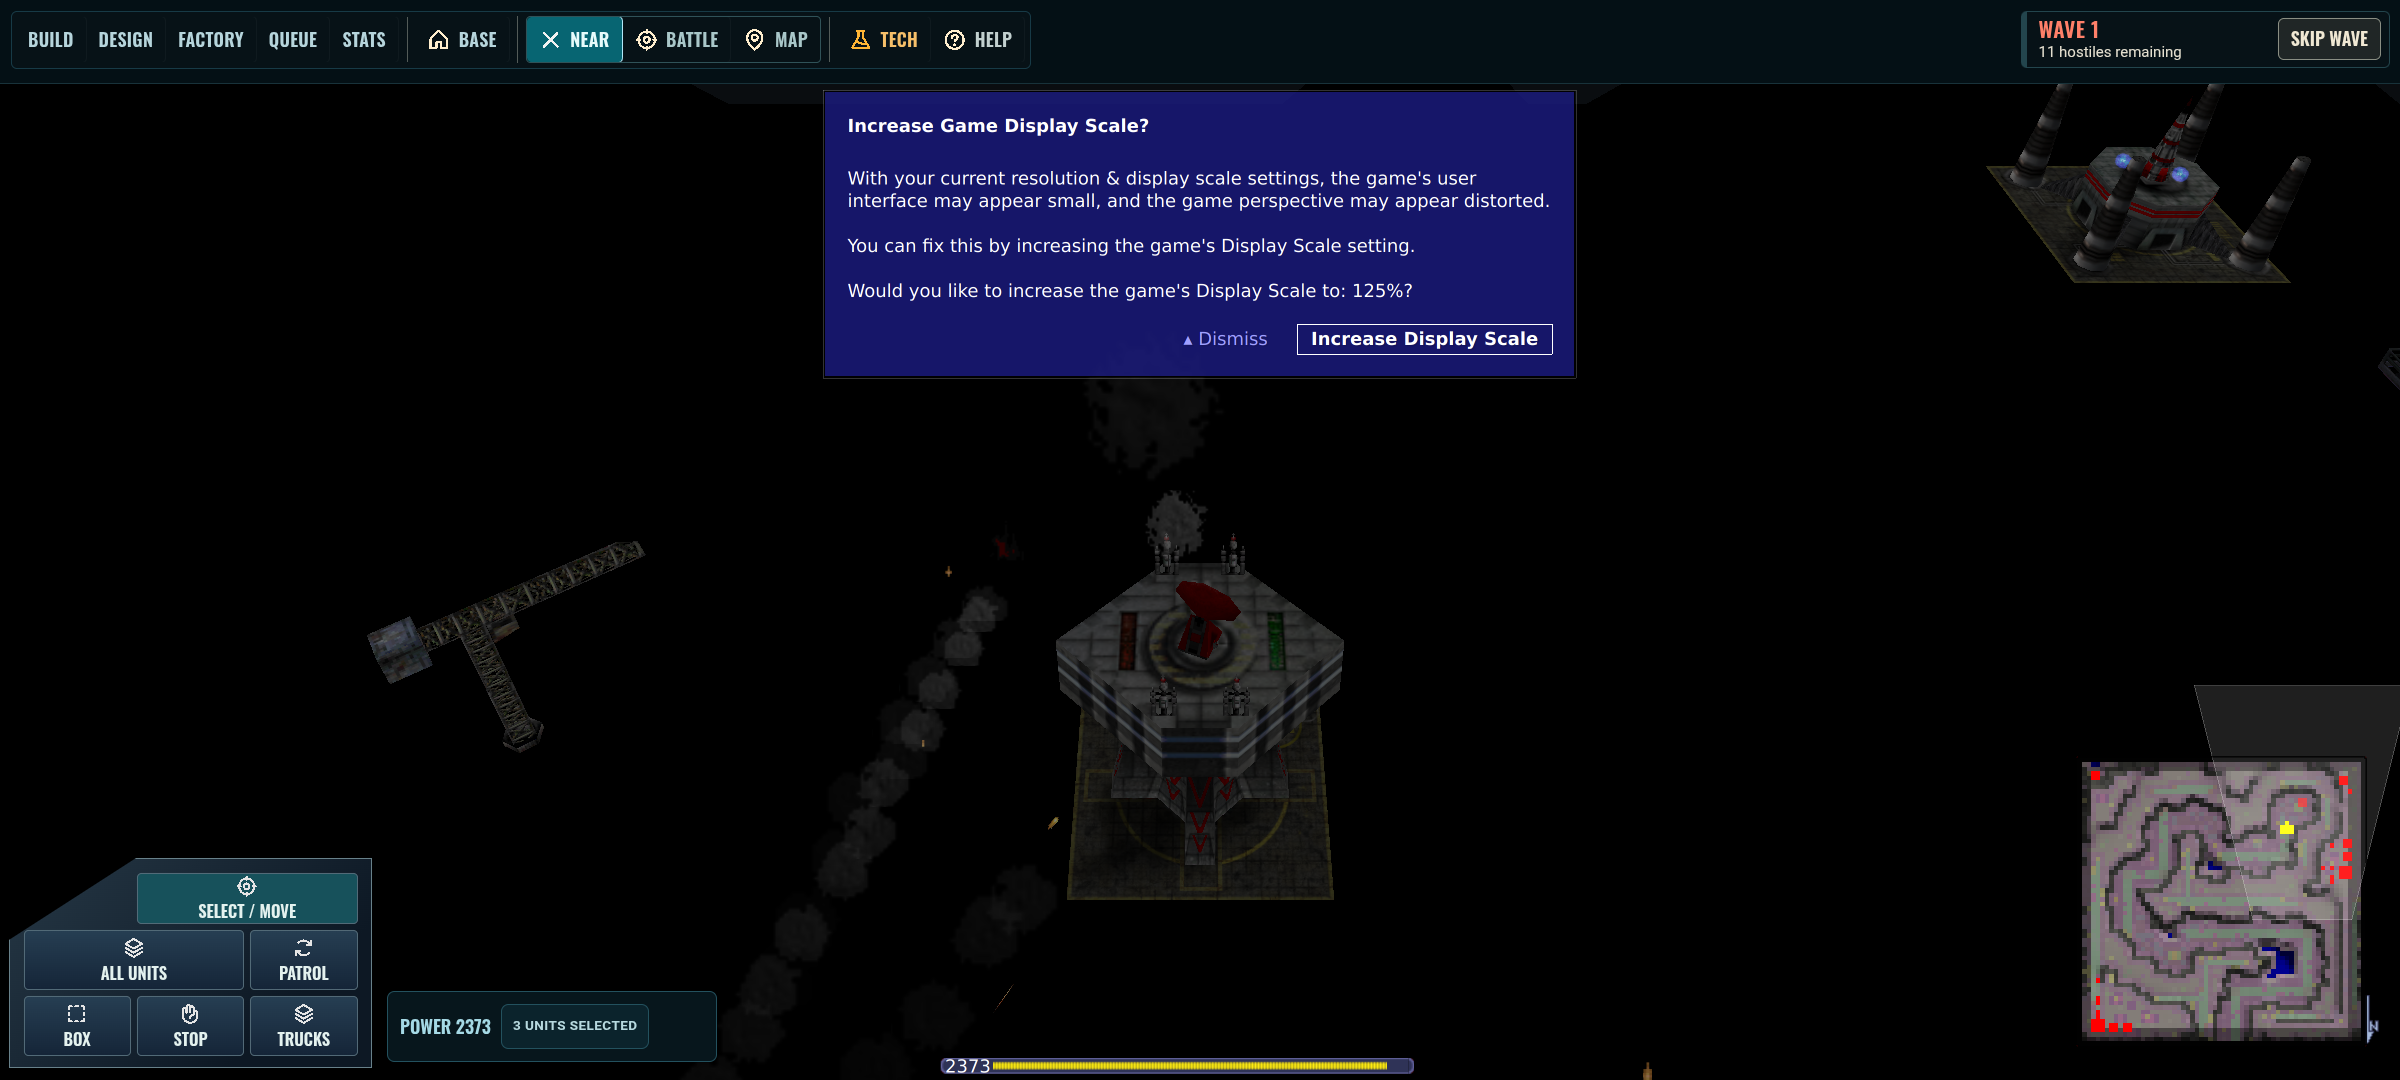 BUILD DESIGN FACTORY QUEUE STATS BASE NEAR BATTLE MAP TECH HELP
WAVE 1
11 hostiles remaining
SKIP WAVE
Increase Game Display Scale?
With your current resolution & display scale settings, the game's user
interface may appear small, and the game perspective may appear distorted.
You can fix this by increasing the game's Display Scale setting.
Would you like to increase the game's Display Scale to: 125%?
▲ Dismiss Increase Display Scale
SELECT / MOVE
ALL UNITS PATROL
BOX STOP TRUCKS
POWER 2373 3 UNITS SELECTED
2373
N